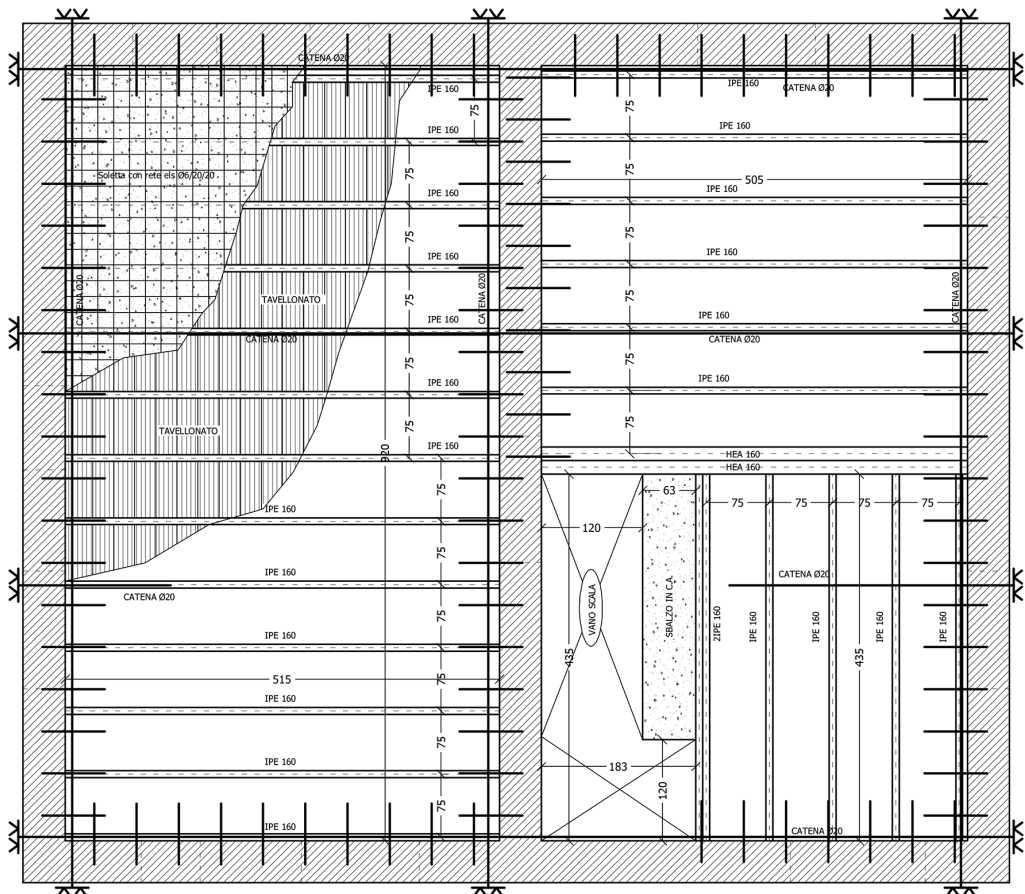 CATENA Ø20
IPE 160
75
IPE 160
Soletta con rete els Ø6/20/20
IPE 160
75
IPE 160
75
CATENA Ø20
TAVELLONATO
CATENA Ø20
IPE 160
CATENA Ø20
75
IPE 160
75
TAVELLONATO
IPE 160
920
75
IPE 160
75
IPE 160
CATENA Ø20
75
IPE 160
75
515
IPE 160
75
IPE 160
75
IPE 160
IPE 160
CATENA Ø20
75
IPE 160
75
505
IPE 160
75
IPE 160
75
CATENA Ø20
IPE 160
CATENA Ø20
75
IPE 160
75
HEA 160
HEA 160
63
75
75
75
75
120
CATENA Ø20
VANO SCALA
SBALZO IN C.A.
2IPE 160
IPE 160
IPE 160
IPE 160
IPE 160
435
435
183
120
CATENA Ø20